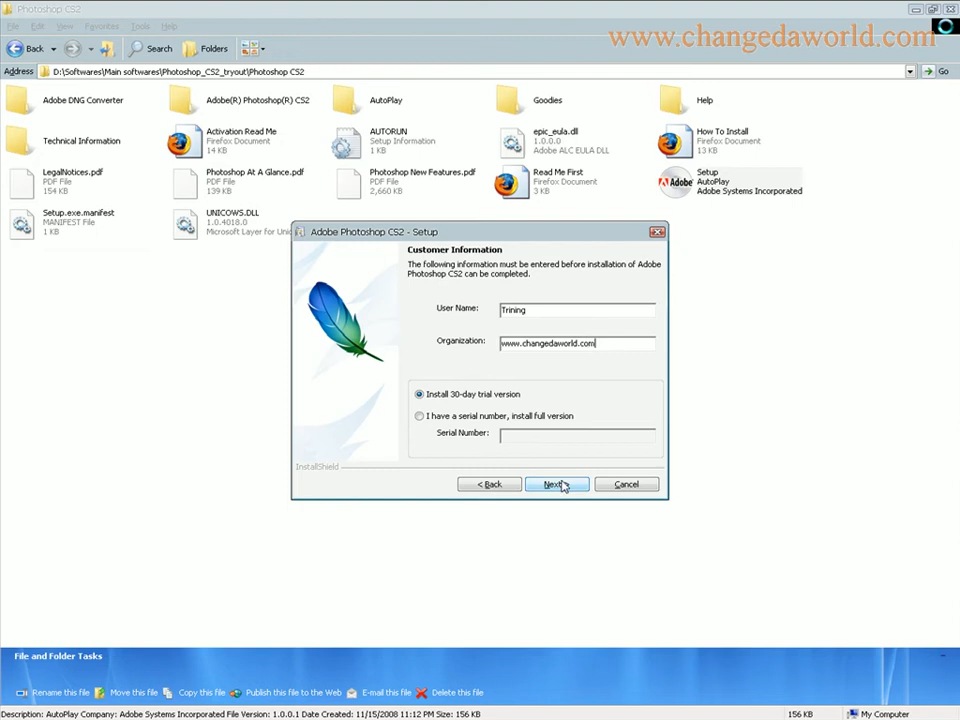 Photoshop CS2
File Edit View Favorites Tools Help
www.changedaworld.com
Back Search Folders
Address D:\Softwares\Main softwares\Photoshop_CS2_tryout\Photoshop CS2 Go
Adobe DNG Converter
Adobe(R) Photoshop(R) CS2
AutoPlay
Goodies
Help
Technical Information
Activation Read Me
Firefox Document
14 KB
AUTORUN
Setup Information
1 KB
epic_eula.dll
1.0.0.0
Adobe ALC EULA DLL
How To Install
Firefox Document
13 KB
LegalNotices.pdf
PDF File
154 KB
Photoshop At A Glance.pdf
PDF File
139 KB
Photoshop New Features.pdf
PDF File
2,660 KB
Read Me First
Firefox Document
3 KB
Adobe
Setup
AutoPlay
Adobe Systems Incorporated
Setup.exe.manifest
MANIFEST File
1 KB
UNICOWS.DLL
1.0.4018.0
Microsoft Layer for
Adobe Photoshop CS2 - Setup
Customer Information
The following information must be entered before installation of Adobe
Photoshop CS2 can be completed.
User Name: Trining
Organization: www.changedaworld.com
Install 30-day trial version
I have a serial number, install full version
Serial Number:
InstallShield
< Back Next > Cancel
File and Folder Tasks
Rename this file Move this file Copy this file Publish this file to the Web E-mail this file Delete this file
Description: AutoPlay Company: Adobe Systems Incorporated File Version: 1.0.0.1 Date Created: 11/15/2008 11:12 PM Size: 156 KB 156 KB My Computer